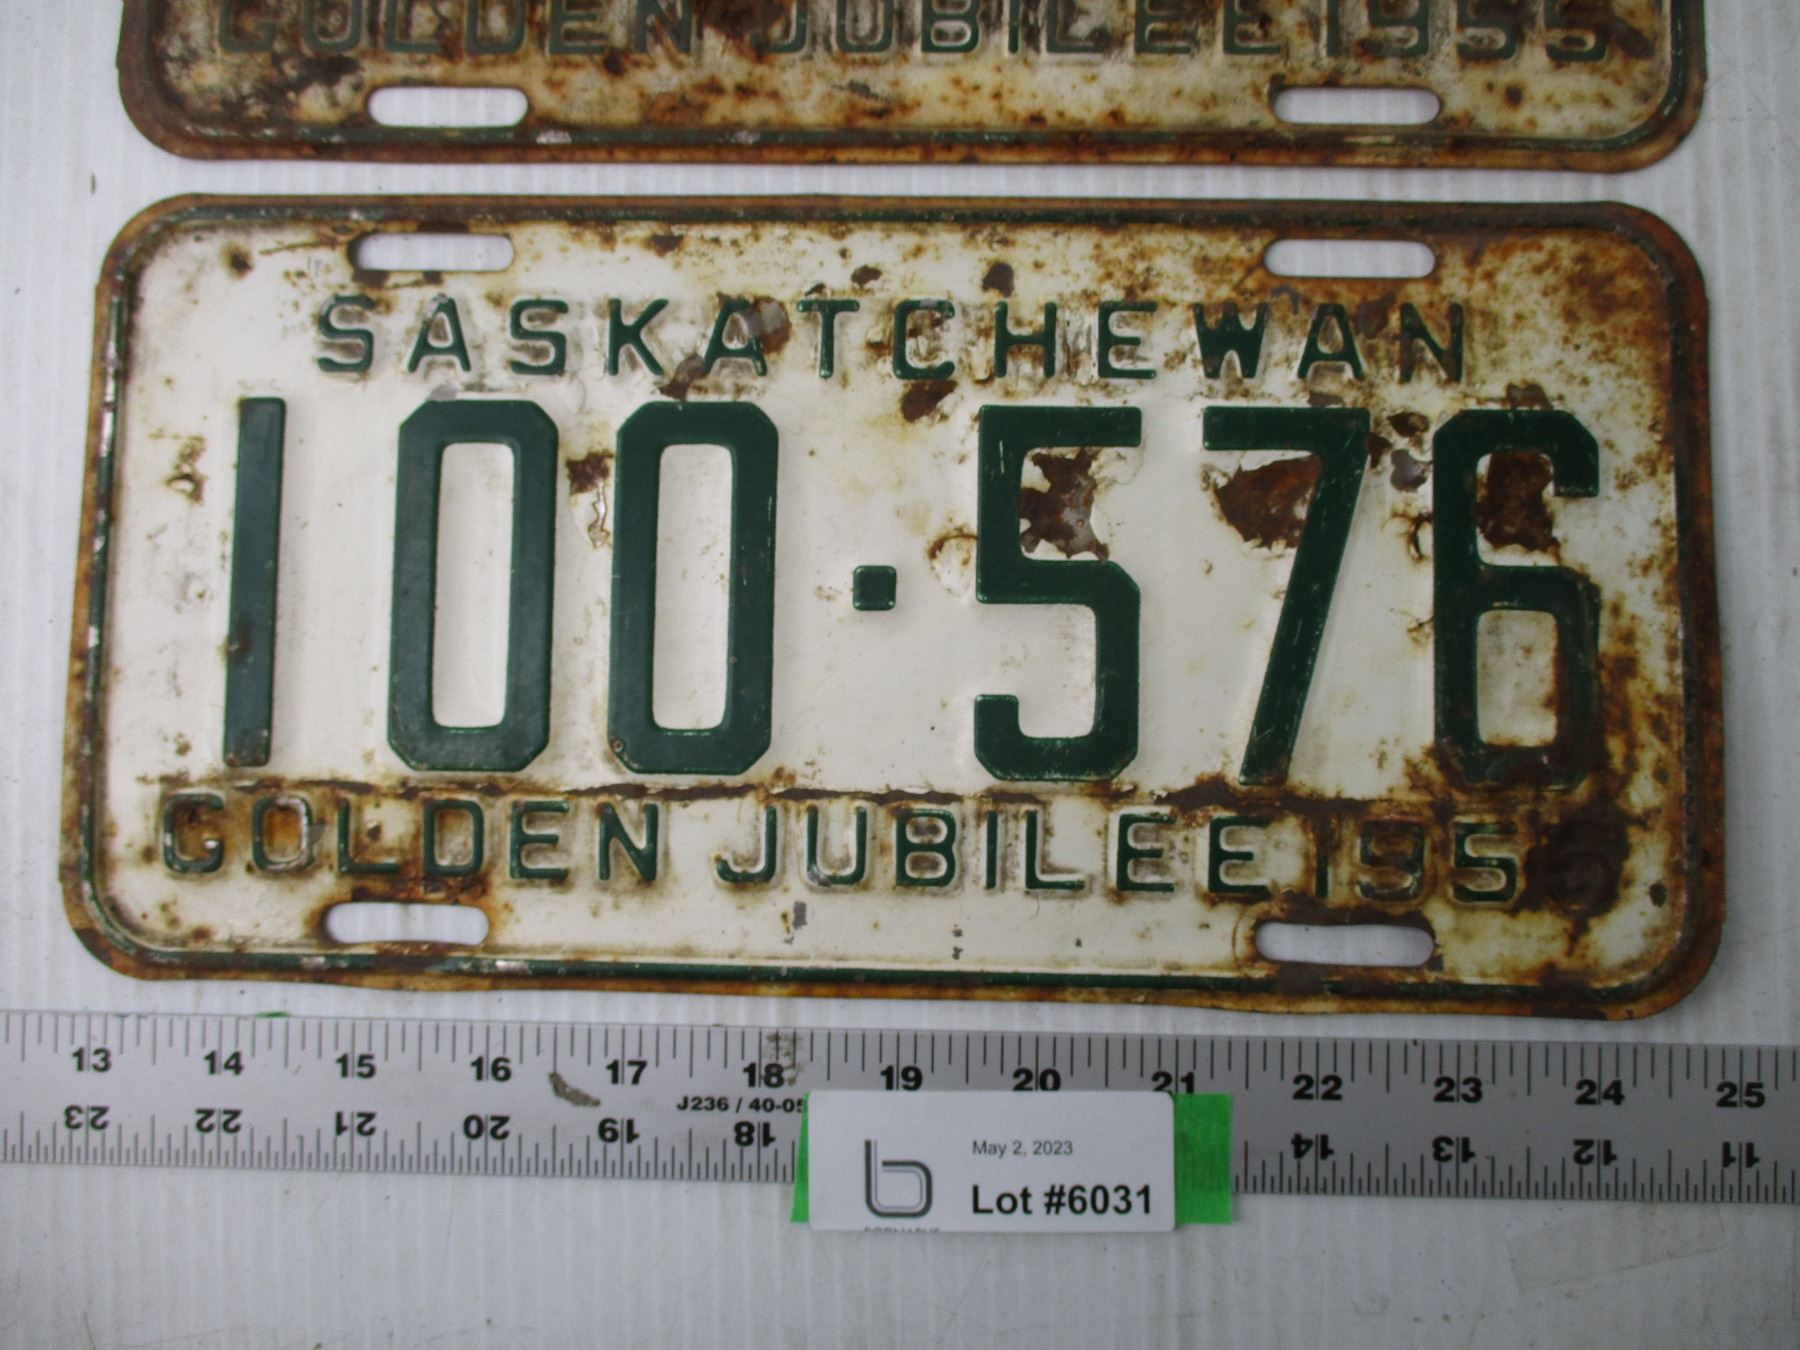 GOLDEN JUBILEE 1955
SASKATCHEWAN
100·576
GOLDEN JUBILEE 195
13 14 15 16 17 18 19 20 21 22 23 24 25
J236 / 40-05
23 22 21 20 19 18 14 13 12 11
May 2, 2023
Lot #6031